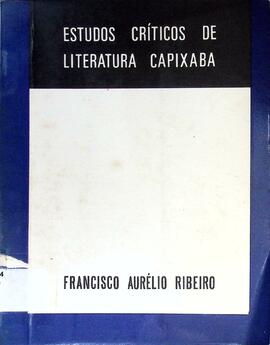 ESTUDOS CRÍTICOS DE
LITERATURA CAPIXABA
FRANCISCO AURÉLIO RIBEIRO